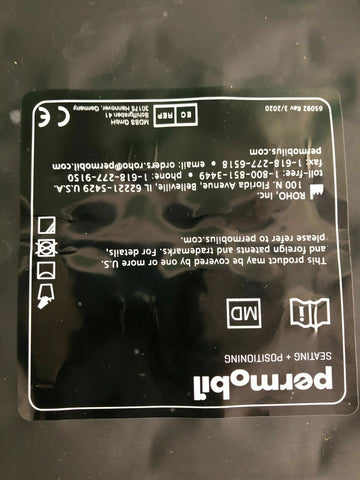 permobil
SEATING + POSITIONING
MD
This product may be covered by one or more U.S.
and foreign patents and trademarks. For details,
please refer to permobilus.com.
ROHO, Inc.
100 N. Florida Avenue, Belleville, IL 62221-5429 U.S.A.
toll-free: 1-800-851-3449 • phone: 1-618-277-9150
fax: 1-618-277-6518 • email: orders.roho@permobil.com
permobilus.com
EC REP
MDSS GmbH
Schiffgraben 41
30175 Hannover, Germany
CE
65092 Rev 3/2020